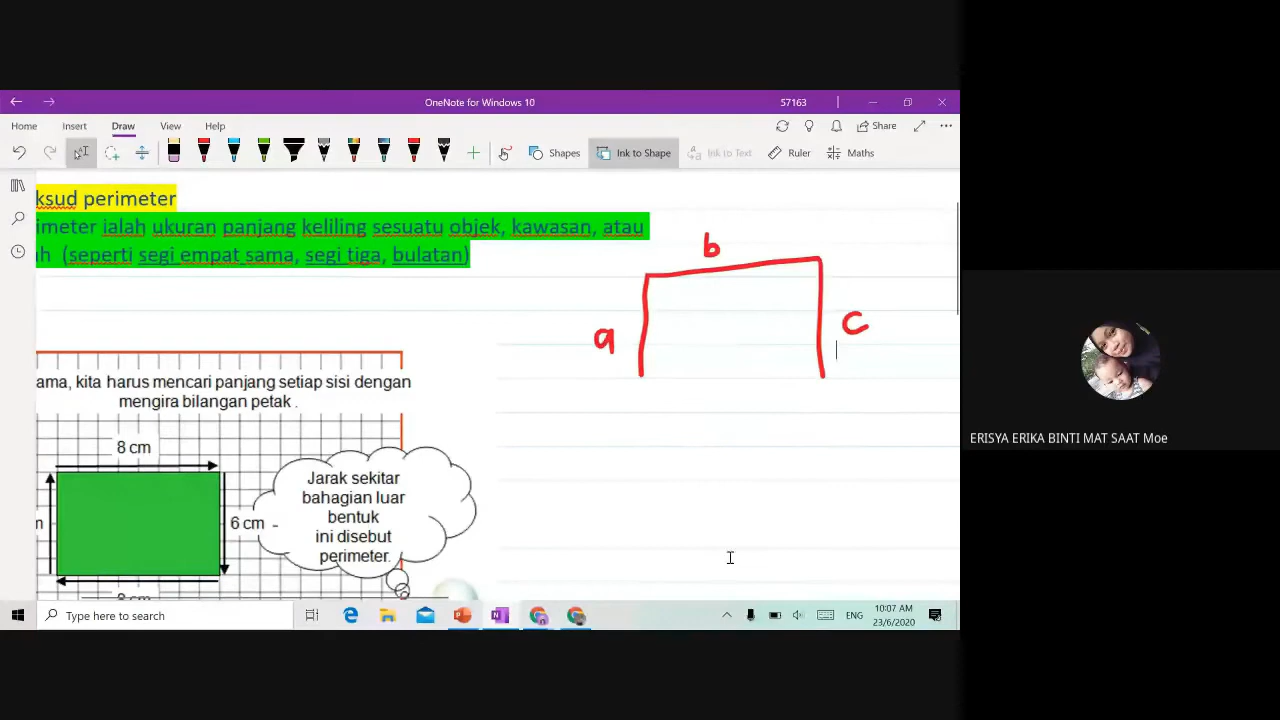 OneNote for Windows 10
57163
Home Insert Draw View Help
Share
Shapes Ink to Shape Ink to Text Ruler Maths
ksud perimeter
imeter ialah ukuran panjang keliling sesuatu objek, kawasan, atau
ah (seperti segi empat sama, segi tiga, bulatan)
b
a
c
ama, kita harus mencari panjang setiap sisi dengan
mengira bilangan petak .
8 cm
m
6 cm
Jarak sekitar
bahagian luar
bentuk
ini disebut
perimeter.
8 cm
ERISYA ERIKA BINTI MAT SAAT Moe
Type here to search
ENG
10:07 AM
23/6/2020